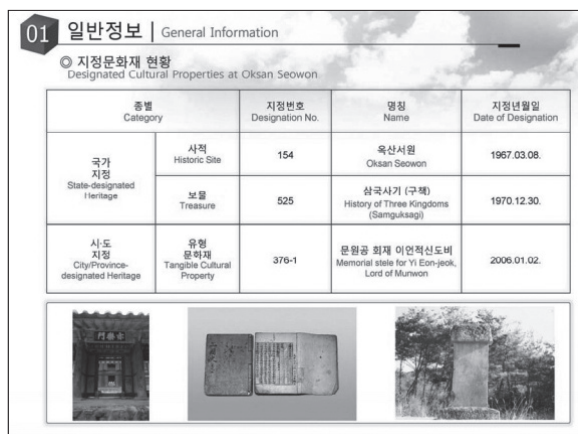 01 일반정보 | General Information
◎ 지정문화재 현황
Designated Cultural Properties at Oksan Seowon
종별
Category
지정번호
Designation No.
명칭
Name
지정년월일
Date of Designation
국가
지정
State-designated
Heritage
사적
Historic Site
154
옥산서원
Oksan Seowon
1967.03.08.
보물
Treasure
525
삼국사기 (구책)
History of Three Kingdoms
(Samguksagi)
1970.12.30.
시·도
지정
City/Province-
designated Heritage
유형
문화재
Tangible Cultural
Property
376-1
문원공 회재 이언적신도비
Memorial stele for Yi Eon-jeok,
Lord of Munwon
2006.01.02.